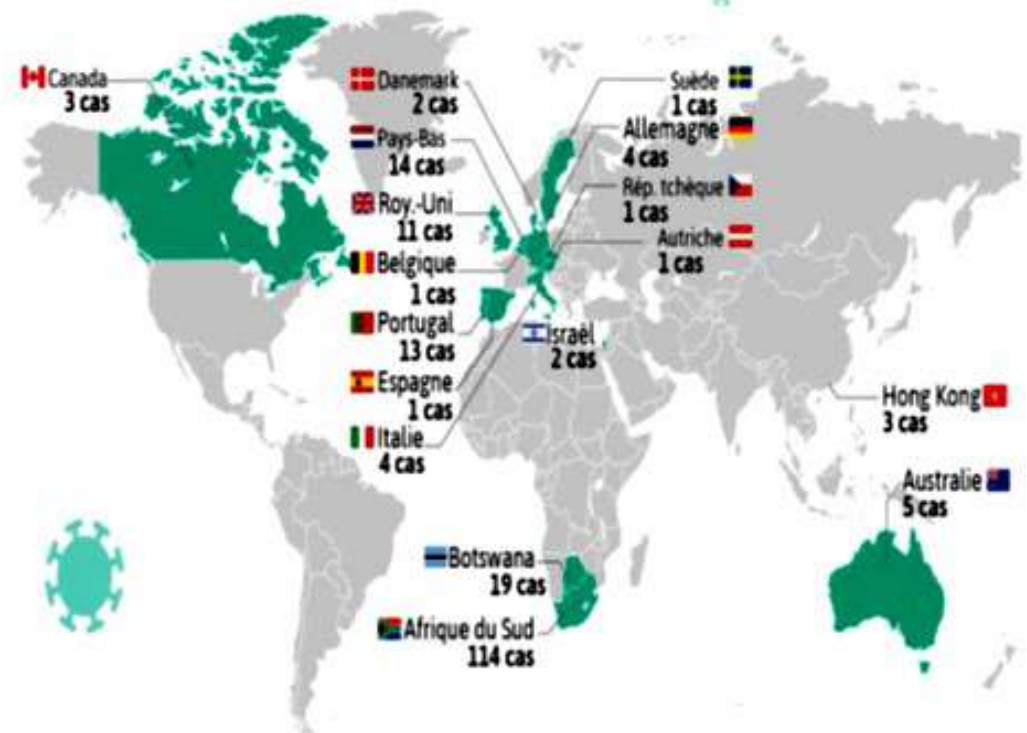 Canada
3 cas
Danemark
2 cas
Pays-Bas
14 cas
Roy.-Uni
11 cas
Belgique
1 cas
Portugal
13 cas
Espagne
1 cas
Italie
4 cas
Suède
1 cas
Allemagne
4 cas
Rép. tchèque
1 cas
Autriche
1 cas
Israël
2 cas
Hong Kong
3 cas
Australie
5 cas
Botswana
19 cas
Afrique du Sud
114 cas